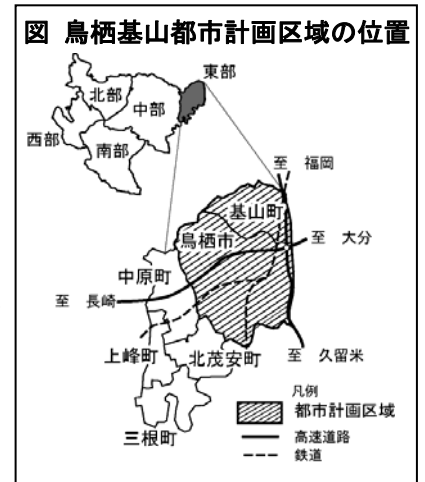 図 鳥栖基山都市計画区域の位置
東部
北部
中部
西部
南部
至 福岡
基山町
鳥栖市
至 大分
中原町
至 長崎
上峰町
北茂安町
至 久留米
三根町
凡例
都市計画区域
高速道路
鉄道